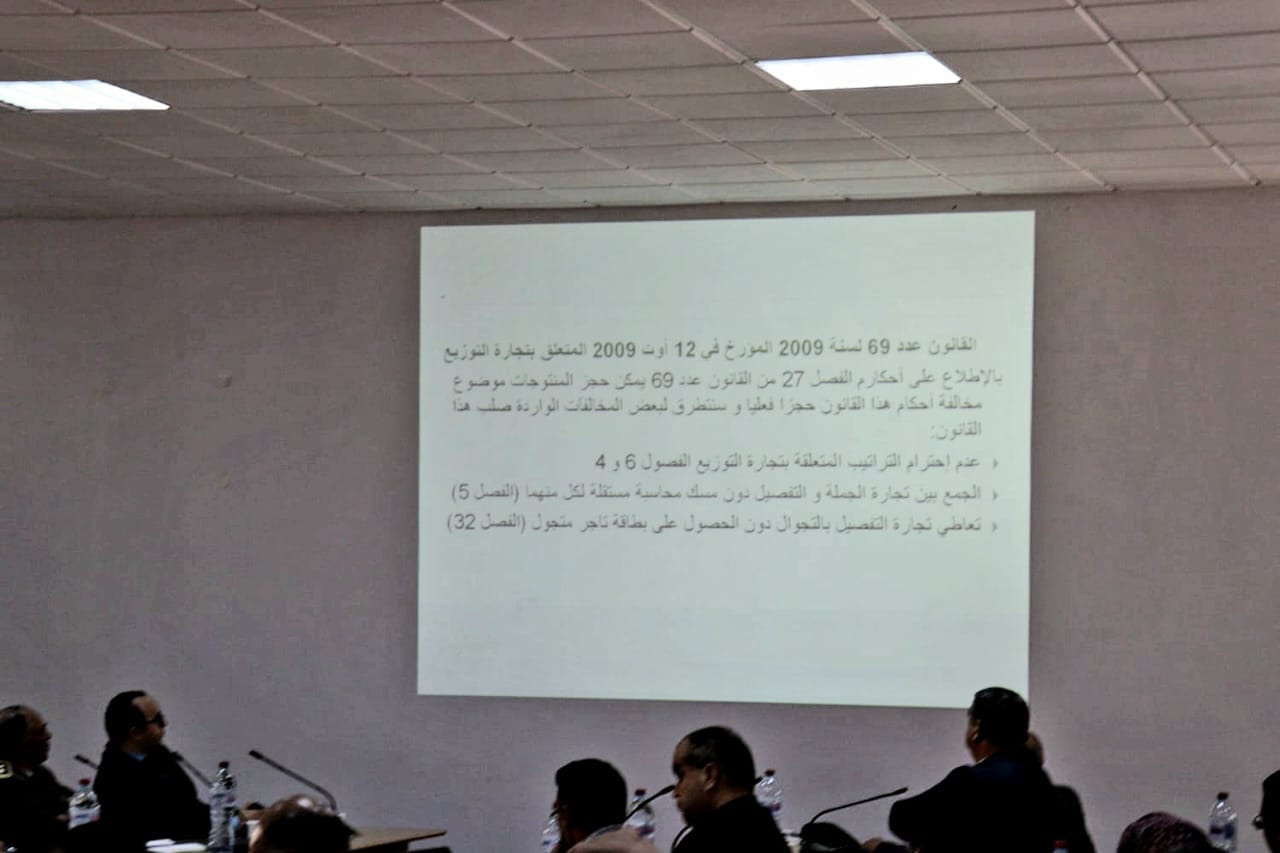 القانون عدد 69 لسنة 2009 المورخ في 12 أوت 2009 المتعلق بتجارة التوزيع
بالإطلاع على أحكارم الفصل 27 من القانون عدد 69 يمكن حجز المنتوجات موضوع
مخالفة أحكام هذا القانون حجزا فعليا و سنتطرق لبعض المخالفات الواردة صلب هذا
القانون:
عدم إحترام التراتيب المتعلقة بتجارة التوزيع الفصول 6 و 4
الجمع بين تجارة الجملة و التفصيل دون مسك محاسبة مستقلة لكل منهما (الفصل 5)
تعاطي تجارة التفصيل بالتجوال دون الحصول على بطاقة تاجر متجول (الفصل 32)